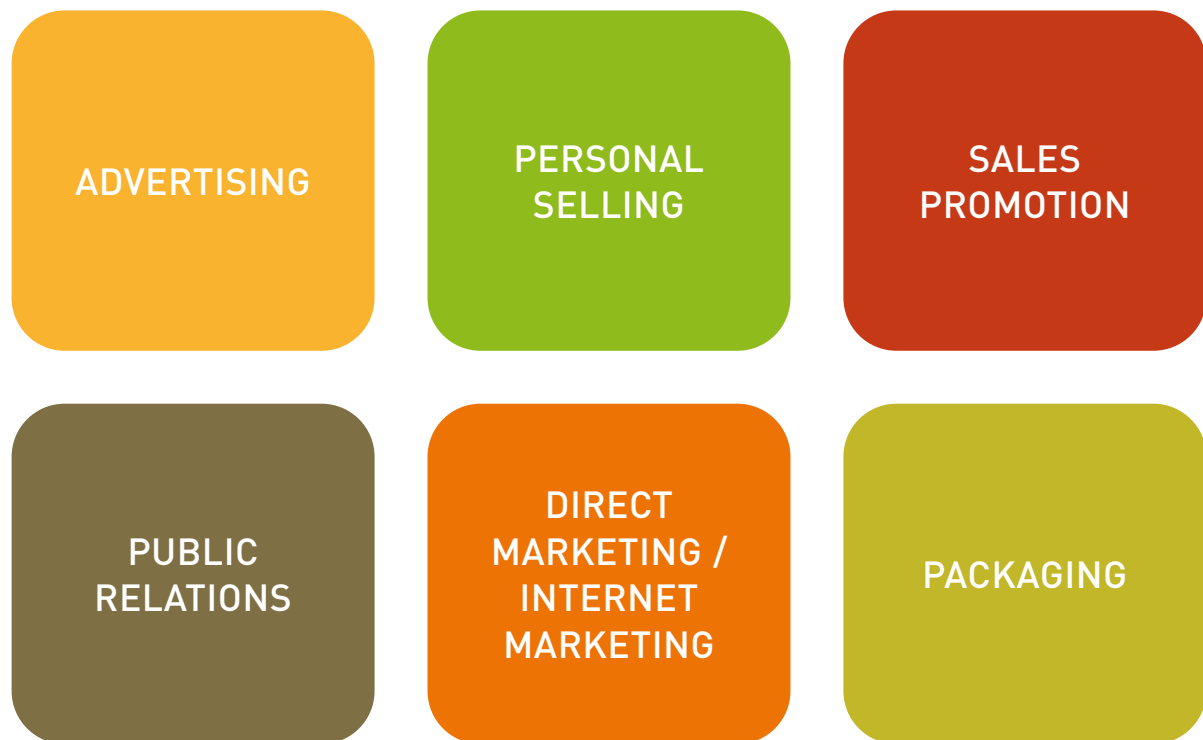 ADVERTISING
PERSONAL
SELLING
SALES
PROMOTION
PUBLIC
RELATIONS
DIRECT
MARKETING /
INTERNET
MARKETING
PACKAGING